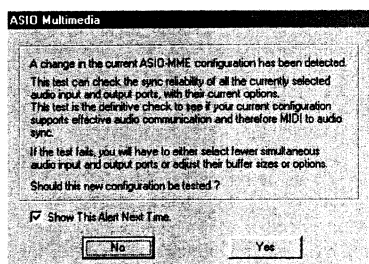 ASIO Multimedia
A change in the current ASIO-MME configuration has been detected.
This test can check the sync reliability of all the currently selected
audio input and output ports, with their current options.
This test is the definitive check to see if your current configuration
supports effective audio communication and therefore MIDI to audio
sync.
If the test fails, you will have to either select fewer simultaneous
audio input and output ports or adjust their buffer sizes or options.
Should this new configuration be tested ?
Show This Alert Next Time.
No Yes